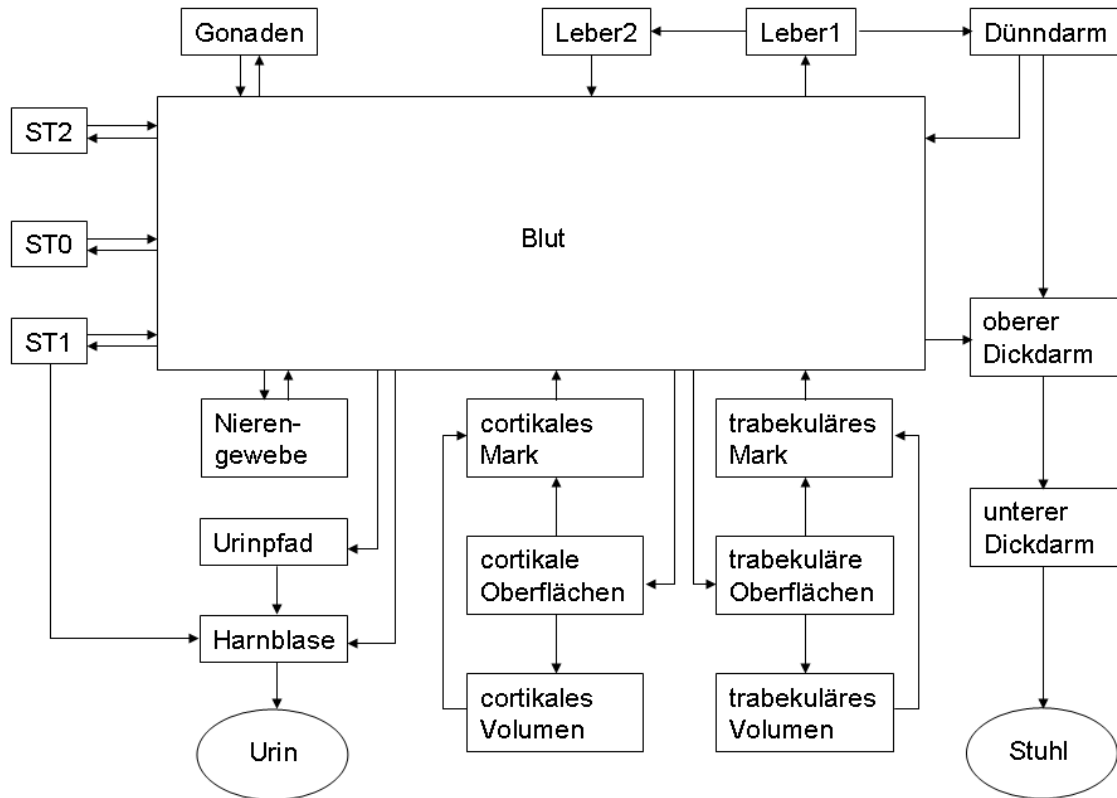 Gonaden
Leber2
Leber1
Dünndarm
ST2
ST0
Blut
ST1
oberer
Dickdarm
Nieren-
gewebe
cortikales
Mark
trabekuläres
Mark
Urinpfad
cortikale
Oberflächen
trabekuläre
Oberflächen
unterer
Dickdarm
Harnblase
cortikales
Volumen
trabekuläres
Volumen
Urin
Stuhl